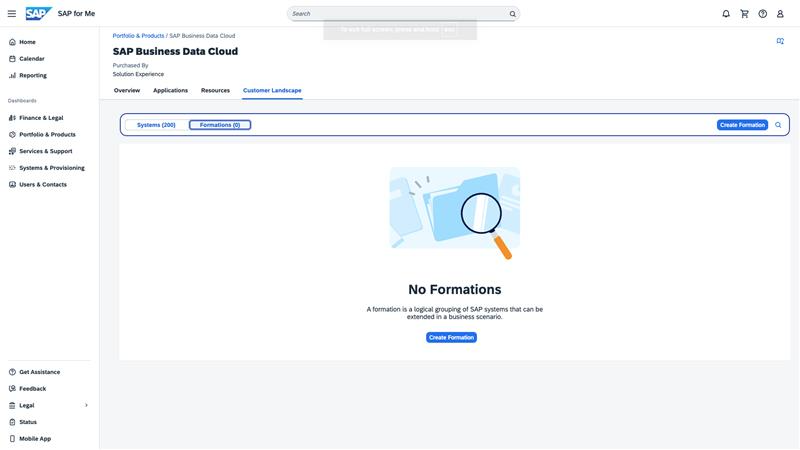 SAP
SAP for Me
Search
To exit full screen, press and hold esc
Home
Calendar
Reporting
Dashboards
Finance & Legal
Portfolio & Products
Services & Support
Systems & Provisioning
Users & Contacts
Get Assistance
Feedback
Legal
Status
Mobile App
Portfolio & Products / SAP Business Data Cloud
SAP Business Data Cloud
Purchased By
Solution Experience
Overview
Applications
Resources
Customer Landscape
Systems (200)
Formations (0)
Create Formation
No Formations
A formation is a logical grouping of SAP systems that can be
extended in a business scenario.
Create Formation